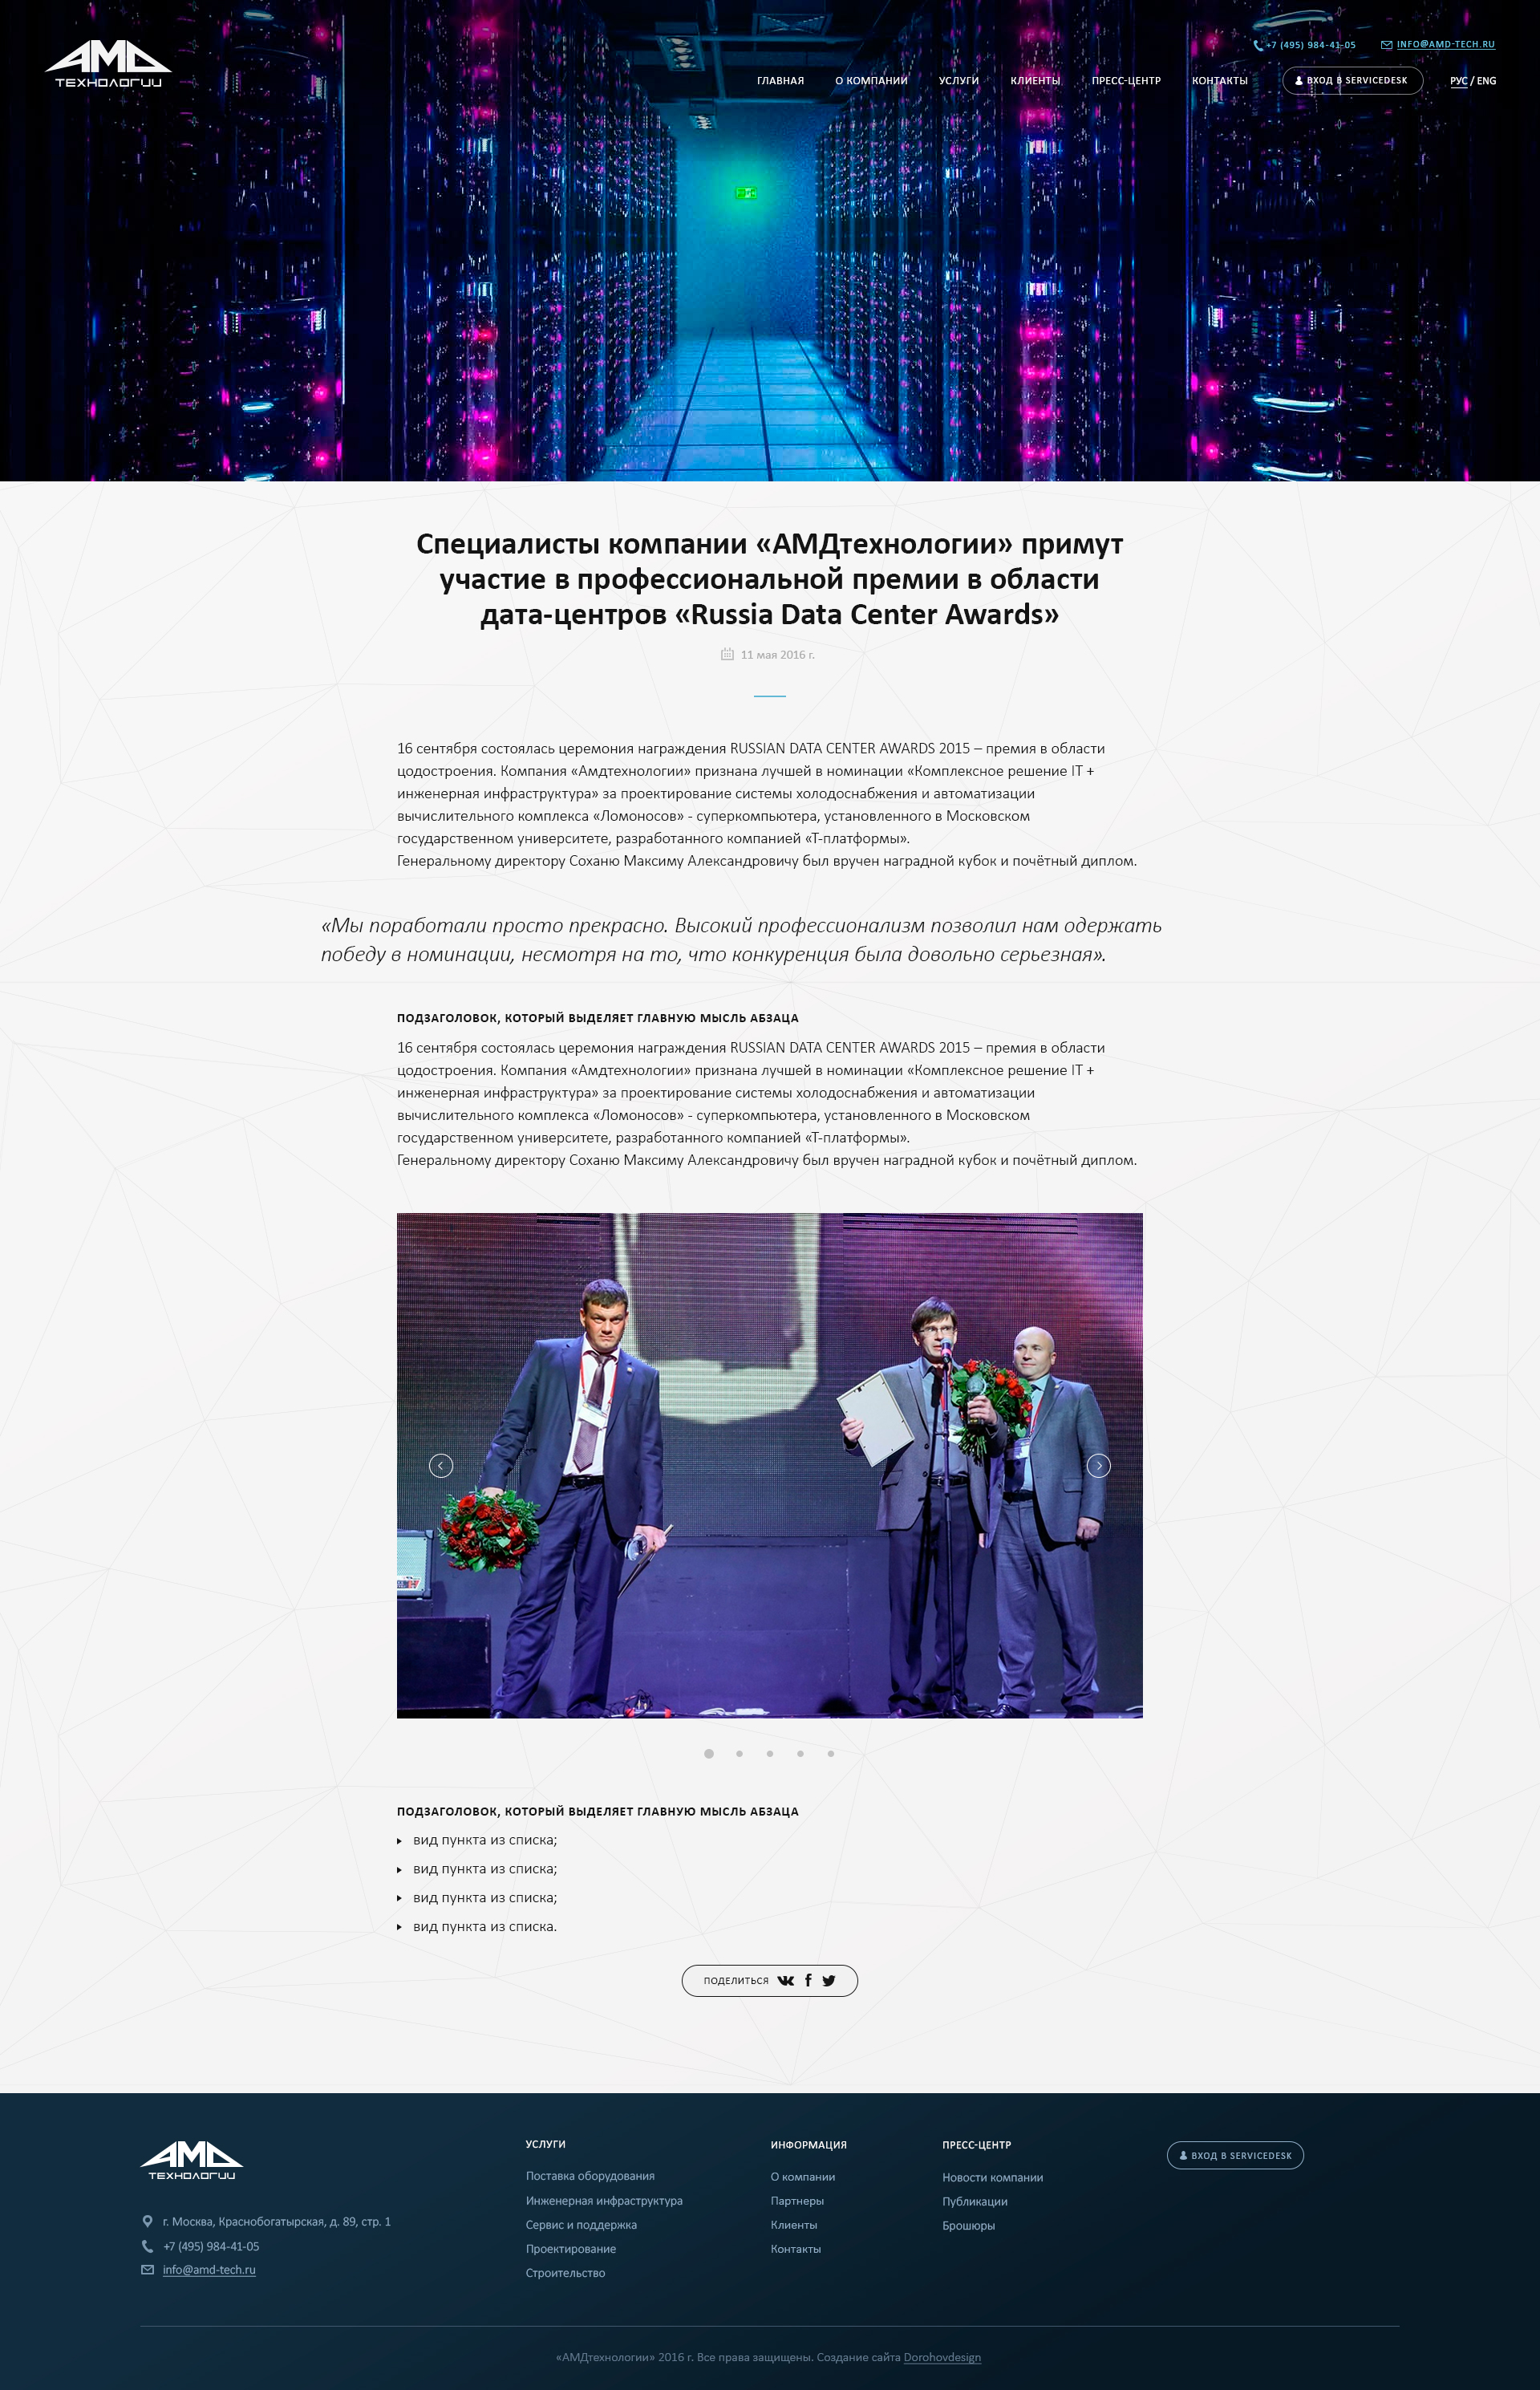 АМD
ТЕХНОЛОГИИ
+7 (495) 984-41-05
INFO@AMD-TECH.RU
ГЛАВНАЯ
О КОМПАНИИ
УСЛУГИ
КЛИЕНТЫ
ПРЕСС-ЦЕНТР
КОНТАКТЫ
ВХОД В SERVICEDESK
РУС / ENG
Специалисты компании «АМДтехнологии» примут
участие в профессиональной премии в области
дата-центров «Russia Data Center Awards»
11 мая 2016 г.
16 сентября состоялась церемония награждения RUSSIAN DATA CENTER AWARDS 2015 – премия в области
цодостроения. Компания «Амдтехнологии» признана лучшей в номинации «Комплексное решение IT +
инженерная инфраструктура» за проектирование системы холодоснабжения и автоматизации
вычислительного комплекса «Ломоносов» - суперкомпьютера, установленного в Московском
государственном университете, разработанного компанией «Т-платформы».
Генеральному директору Соханю Максиму Александровичу был вручен наградной кубок и почётный диплом.
«Мы поработали просто прекрасно. Высокий профессионализм позволил нам одержать
победу в номинации, несмотря на то, что конкуренция была довольно серьезная».
ПОДЗАГОЛОВОК, КОТОРЫЙ ВЫДЕЛЯЕТ ГЛАВНУЮ МЫСЛЬ АБЗАЦА
16 сентября состоялась церемония награждения RUSSIAN DATA CENTER AWARDS 2015 – премия в области
цодостроения. Компания «Амдтехнологии» признана лучшей в номинации «Комплексное решение IT +
инженерная инфраструктура» за проектирование системы холодоснабжения и автоматизации
вычислительного комплекса «Ломоносов» - суперкомпьютера, установленного в Московском
государственном университете, разработанного компанией «Т-платформы».
Генеральному директору Соханю Максиму Александровичу был вручен наградной кубок и почётный диплом.
ПОДЗАГОЛОВОК, КОТОРЫЙ ВЫДЕЛЯЕТ ГЛАВНУЮ МЫСЛЬ АБЗАЦА
вид пункта из списка;
вид пункта из списка;
вид пункта из списка;
вид пункта из списка.
ПОДЕЛИТЬСЯ
АМD
ТЕХНОЛОГИИ
г. Москва, Краснобогатырская, д. 89, стр. 1
+7 (495) 984-41-05
info@amd-tech.ru
УСЛУГИ
Поставка оборудования
Инженерная инфраструктура
Сервис и поддержка
Проектирование
Строительство
ИНФОРМАЦИЯ
О компании
Партнеры
Клиенты
Контакты
ПРЕСС-ЦЕНТР
Новости компании
Публикации
Брошюры
ВХОД В SERVICEDESK
«АМДтехнологии» 2016 г. Все права защищены. Создание сайта Dorohovdesign